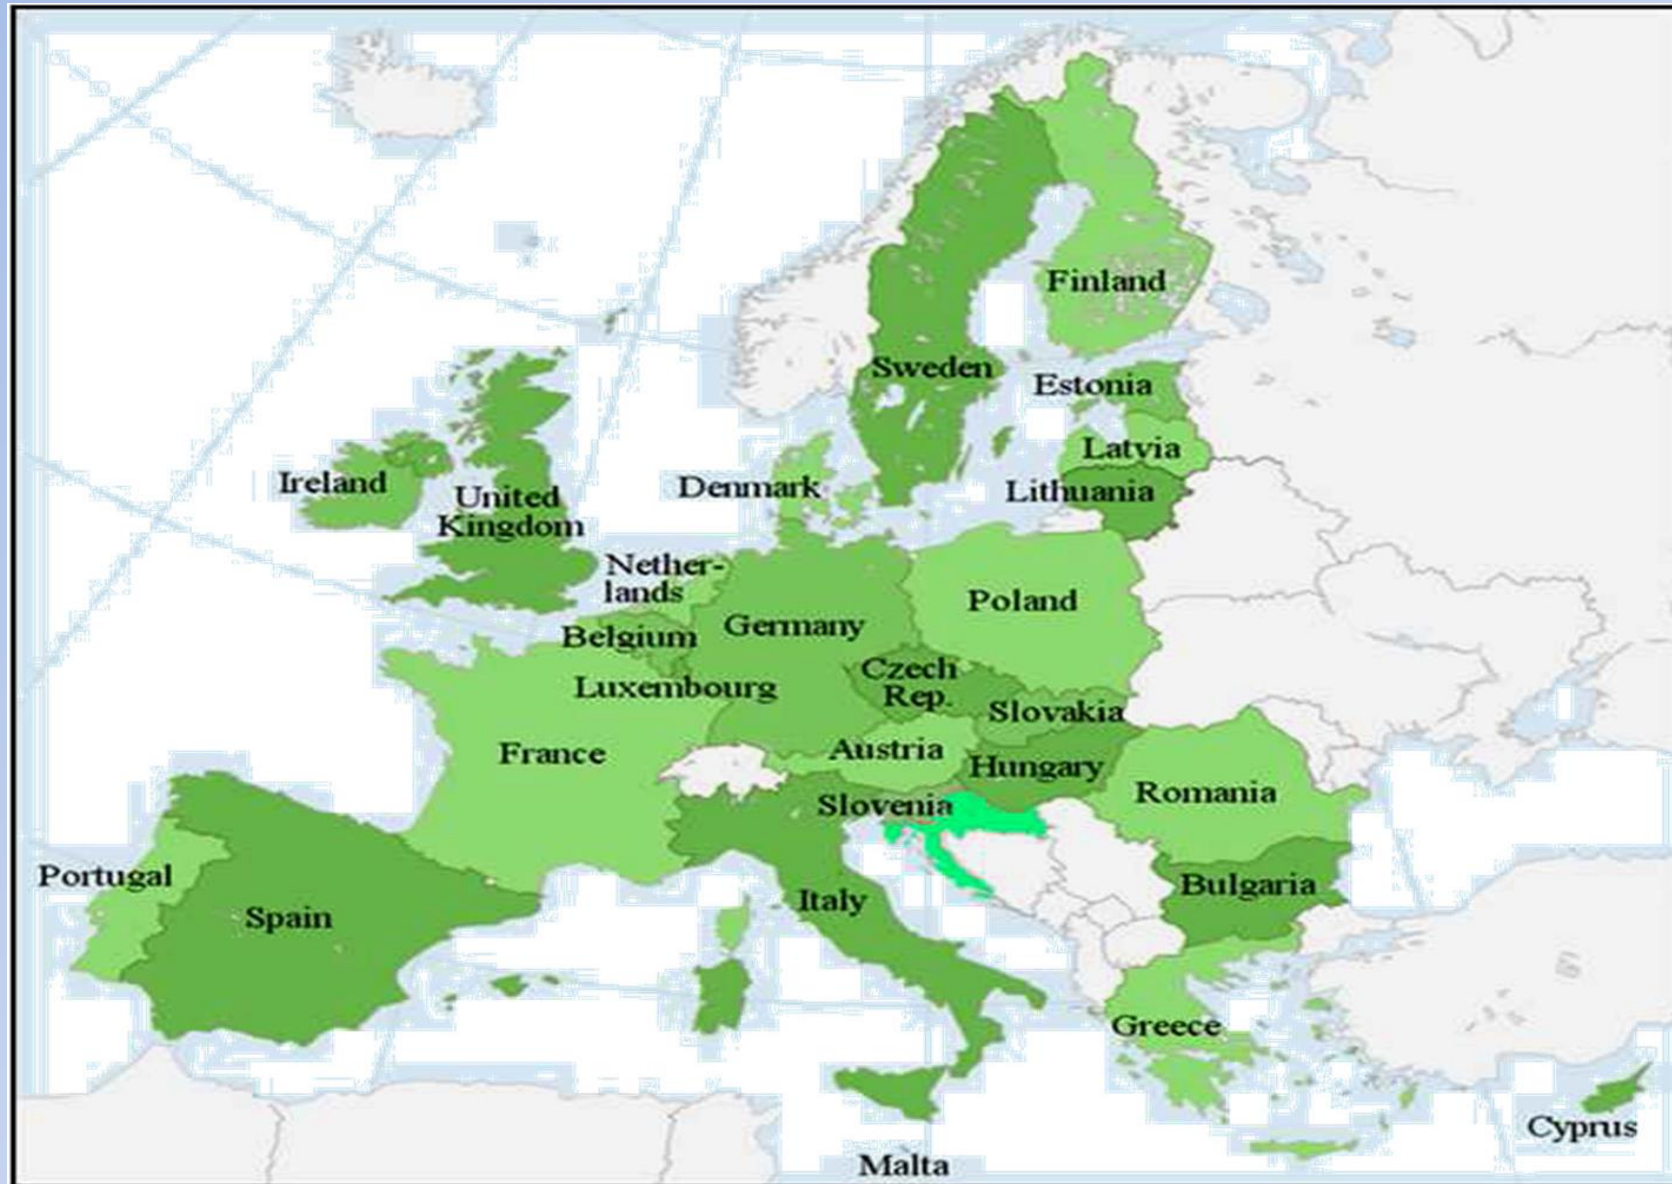 Finland
Sweden
Estonia
Latvia
Ireland
United
Kingdom
Denmark
Lithuania
Nether-
lands
Poland
Belgium
Germany
Czech
Rep.
Luxembourg
Slovakia
France
Austria
Hungary
Romania
Slovenia
Portugal
Spain
Italy
Bulgaria
Greece
Cyprus
Malta